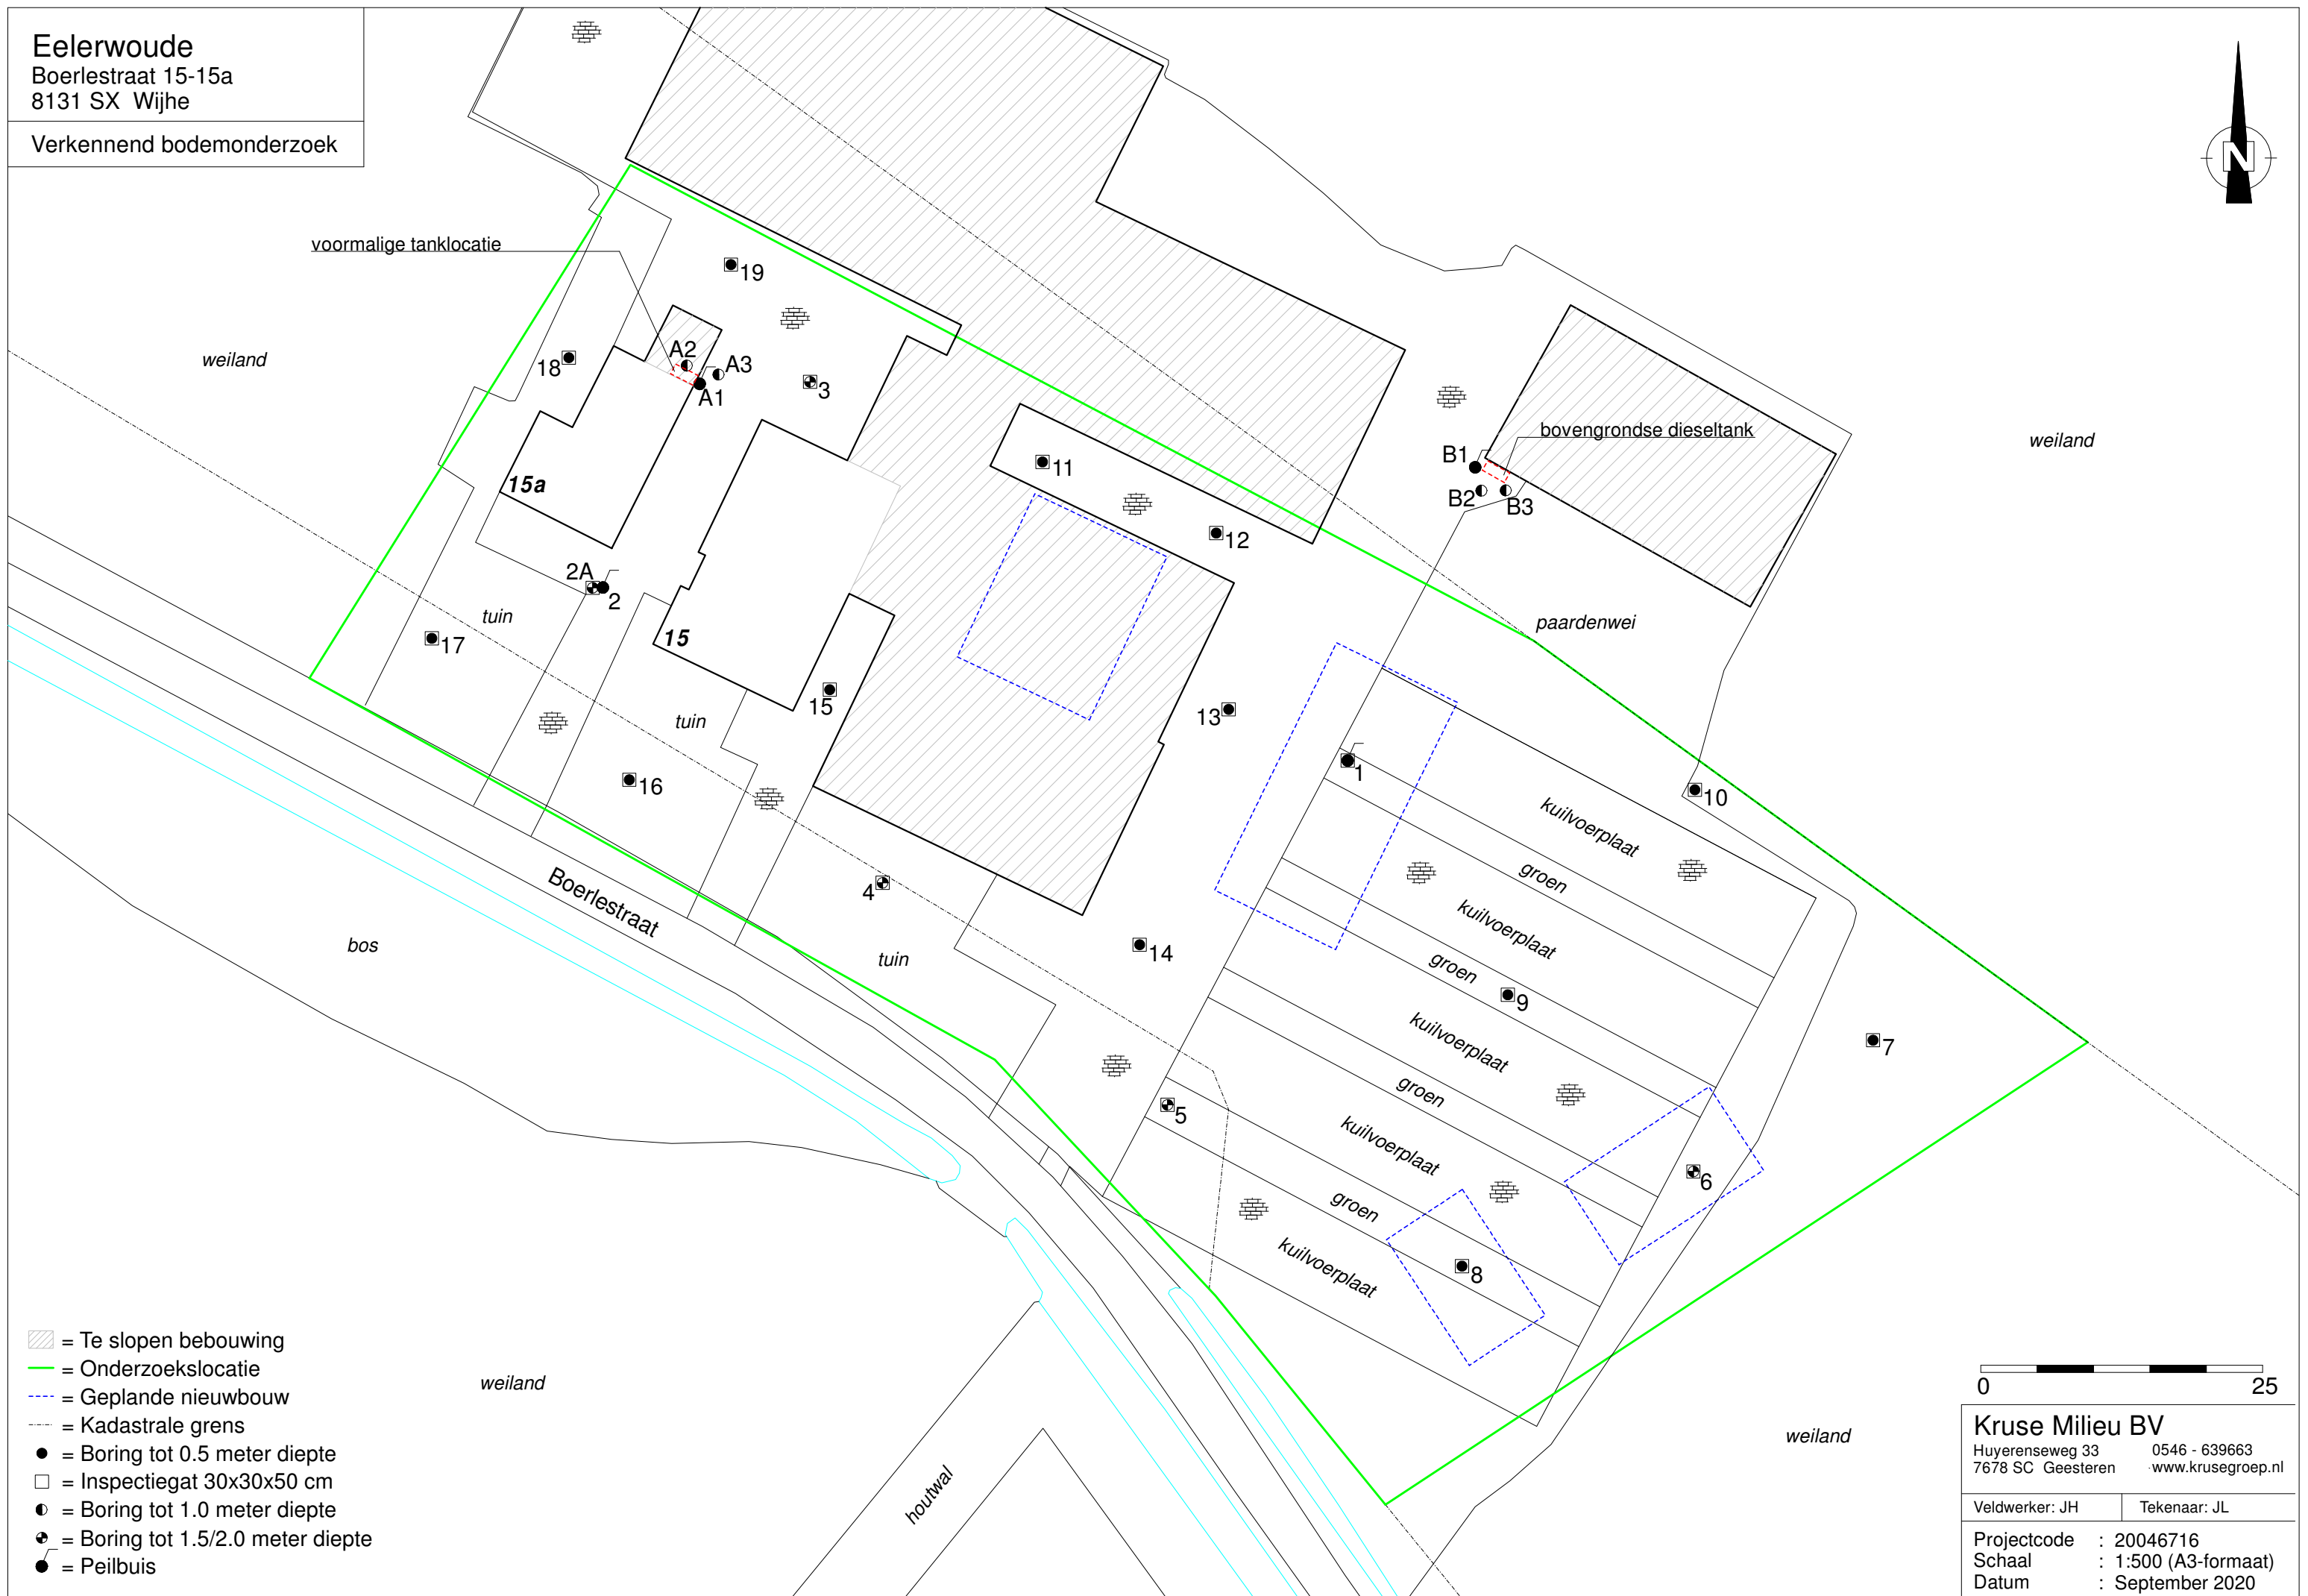 Eelerwoude
Boerlestraat 15-15a
8131 SX Wijhe
Verkennend bodemonderzoek
N
voormalige tanklocatie
19
weiland
18
A2
A3
A1
3
15a
11
12
bovengrondse dieseltank
B1
B2
B3
weiland
2A
2
tuin
17
15
15
tuin
16
paardenwei
13
1
10
kuilvoerplaat
groen
kuilvoerplaat
groen
9
kuilvoerplaat
groen
kuilvoerplaat
groen
kuilvoerplaat
Boerlestraat
4
14
tuin
bos
5
7
6
8
weiland
houtwal
weiland
= Te slopen bebouwing
= Onderzoekslocatie
= Geplande nieuwbouw
= Kadastrale grens
= Boring tot 0.5 meter diepte
= Inspectiegat 30x30x50 cm
= Boring tot 1.0 meter diepte
= Boring tot 1.5/2.0 meter diepte
= Peilbuis
0 25
Kruse Milieu BV
Huyerenseweg 33 0546 - 639663
7678 SC Geesteren www.krusegroep.nl
Veldwerker: JH Tekenaar: JL
Projectcode : 20046716
Schaal : 1:500 (A3-formaat)
Datum : September 2020